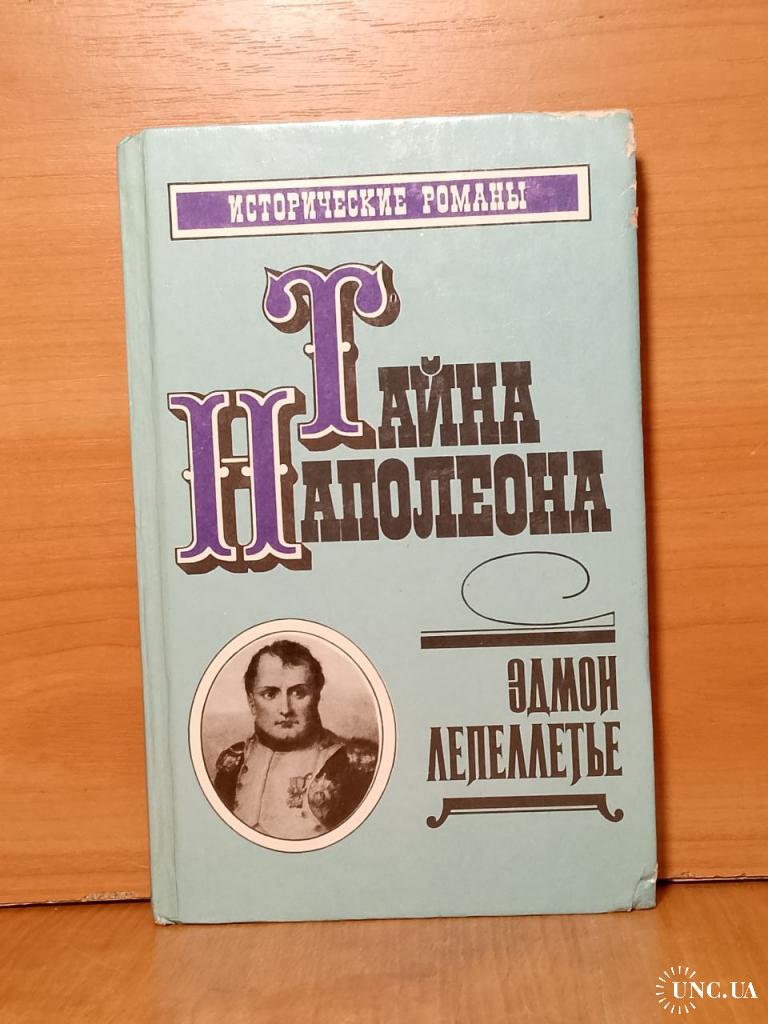 ИСТОРИЧЕСКИЕ РОМАНЫ
ТАЙНА
НАПОЛЕОНА
ЭДМОН
ЛЕПЕЛЛЕТЬЕ
UNC.UA